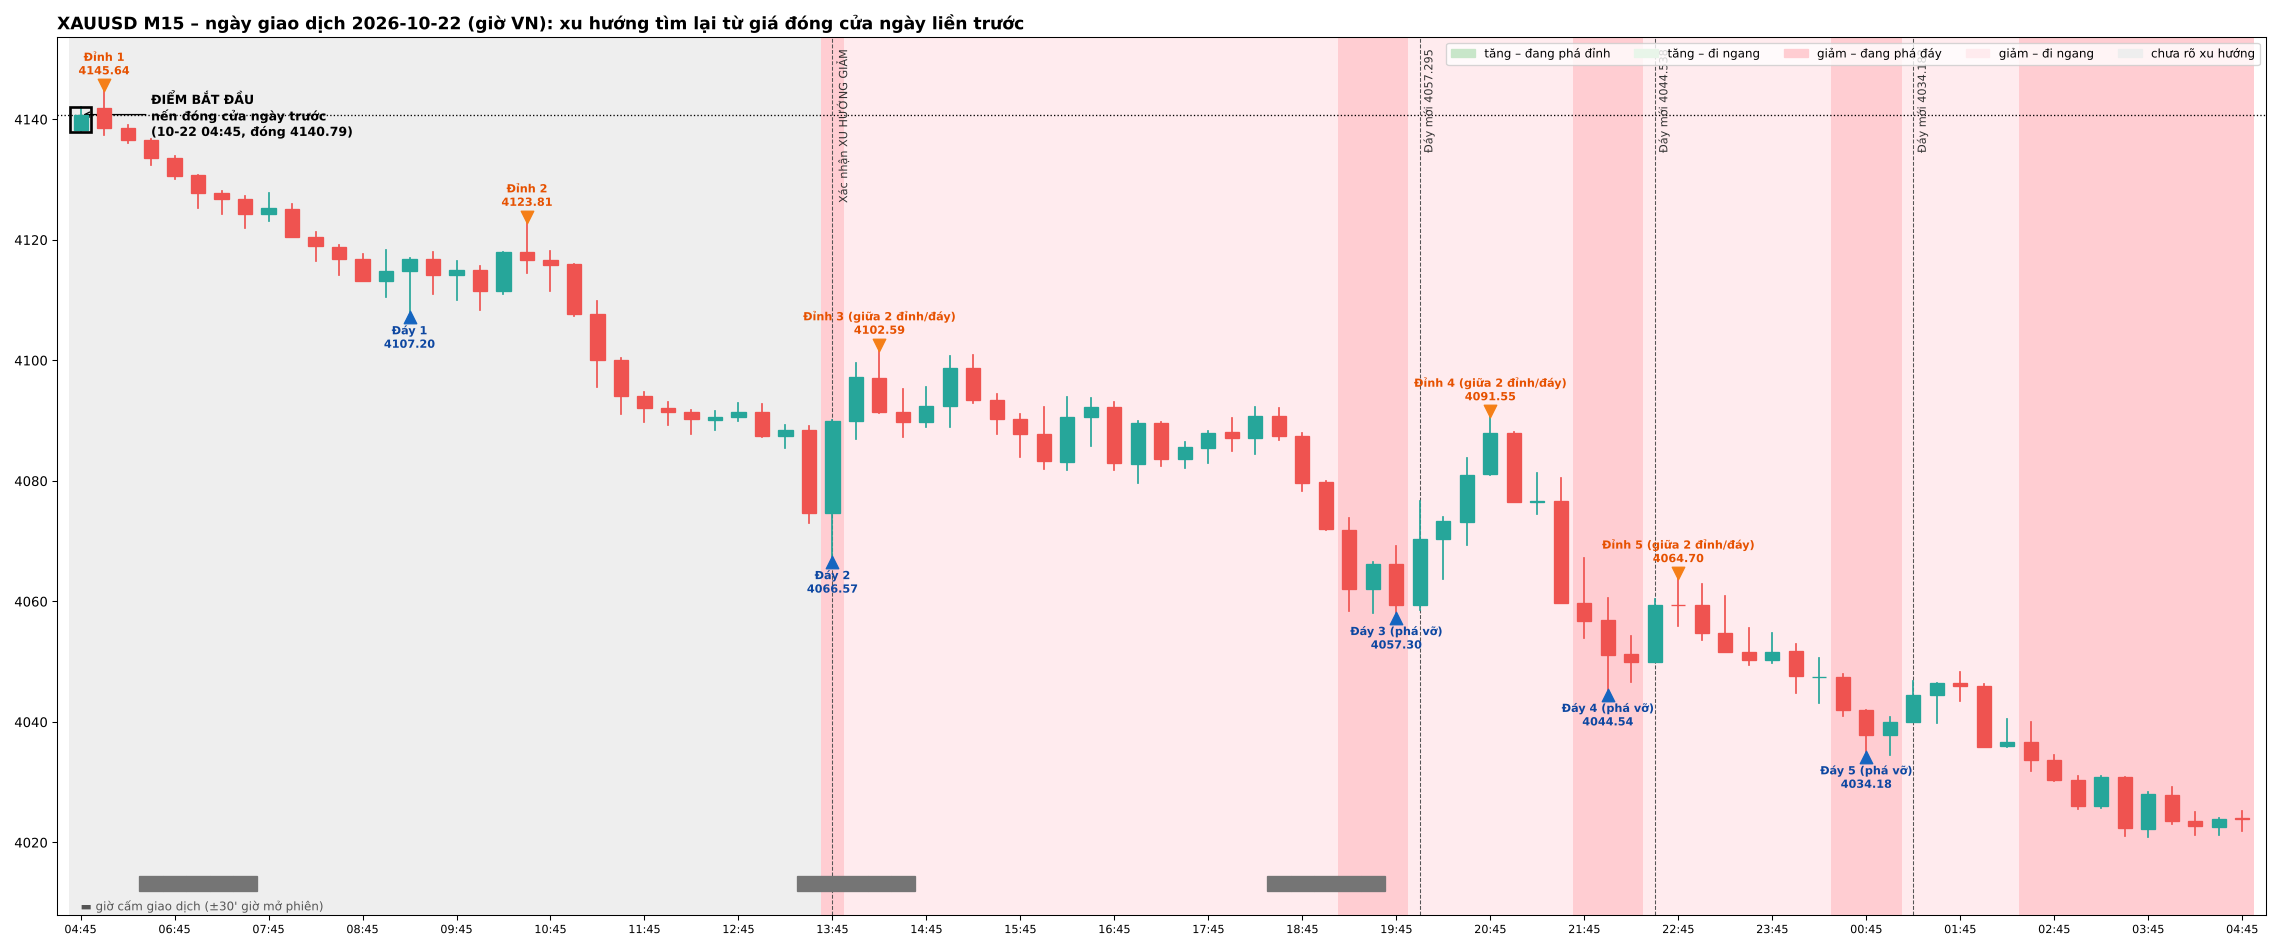 XAUUSD M15 – ngày giao dịch 2026-10-22 (giờ VN): xu hướng tìm lại từ giá đóng cửa ngày liền trước
tăng – đang phá đỉnh
tăng – đi ngang
giảm – đang phá đáy
giảm – đi ngang
chưa rõ xu hướng
Đỉnh 1
4145.64
ĐIỂM BẮT ĐẦU
nến đóng cửa ngày trước
(10-22 04:45, đóng 4140.79)
Xác nhận XU HƯỚNG GIẢM
Đáy mới 4057.295
Đáy mới 4044.5
Đáy mới 4034.1
Đỉnh 2
4123.81
Đáy 1
4107.20
Đỉnh 3 (giữa 2 đỉnh/đáy)
4102.59
Đỉnh 4 (giữa 2 đỉnh/đáy)
4091.55
Đỉnh 5 (giữa 2 đỉnh/đáy)
4064.70
Đáy 2
4066.57
Đáy 3 (phá vỡ)
4057.30
Đáy 4 (phá vỡ)
4044.54
Đáy 5 (phá vỡ)
4034.18
4140
4120
4100
4080
4060
4040
4020
giờ cấm giao dịch (±30' giờ mở phiên)
04:45 06:45 07:45 08:45 09:45 10:45 11:45 12:45 13:45 14:45 15:45 16:45 17:45 18:45 19:45 20:45 21:45 22:45 23:45 00:45 01:45 02:45 03:45 04:45